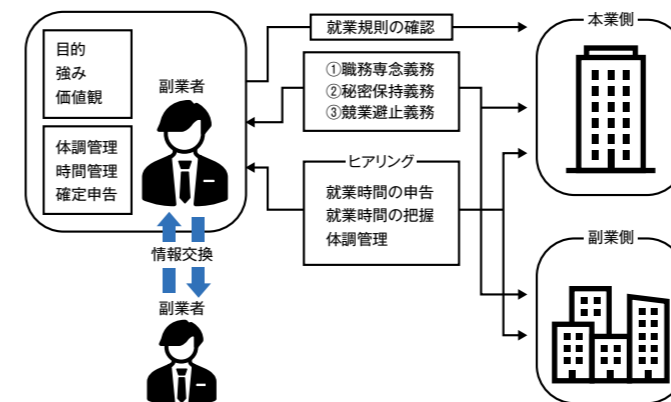 目的
強み
価値観
体調管理
時間管理
確定申告
副業者
就業規則の確認
①職務専念義務
②秘密保持義務
③競業避止義務
ヒアリング
就業時間の申告
就業時間の把握
体調管理
本業側
副業側
情報交換
副業者